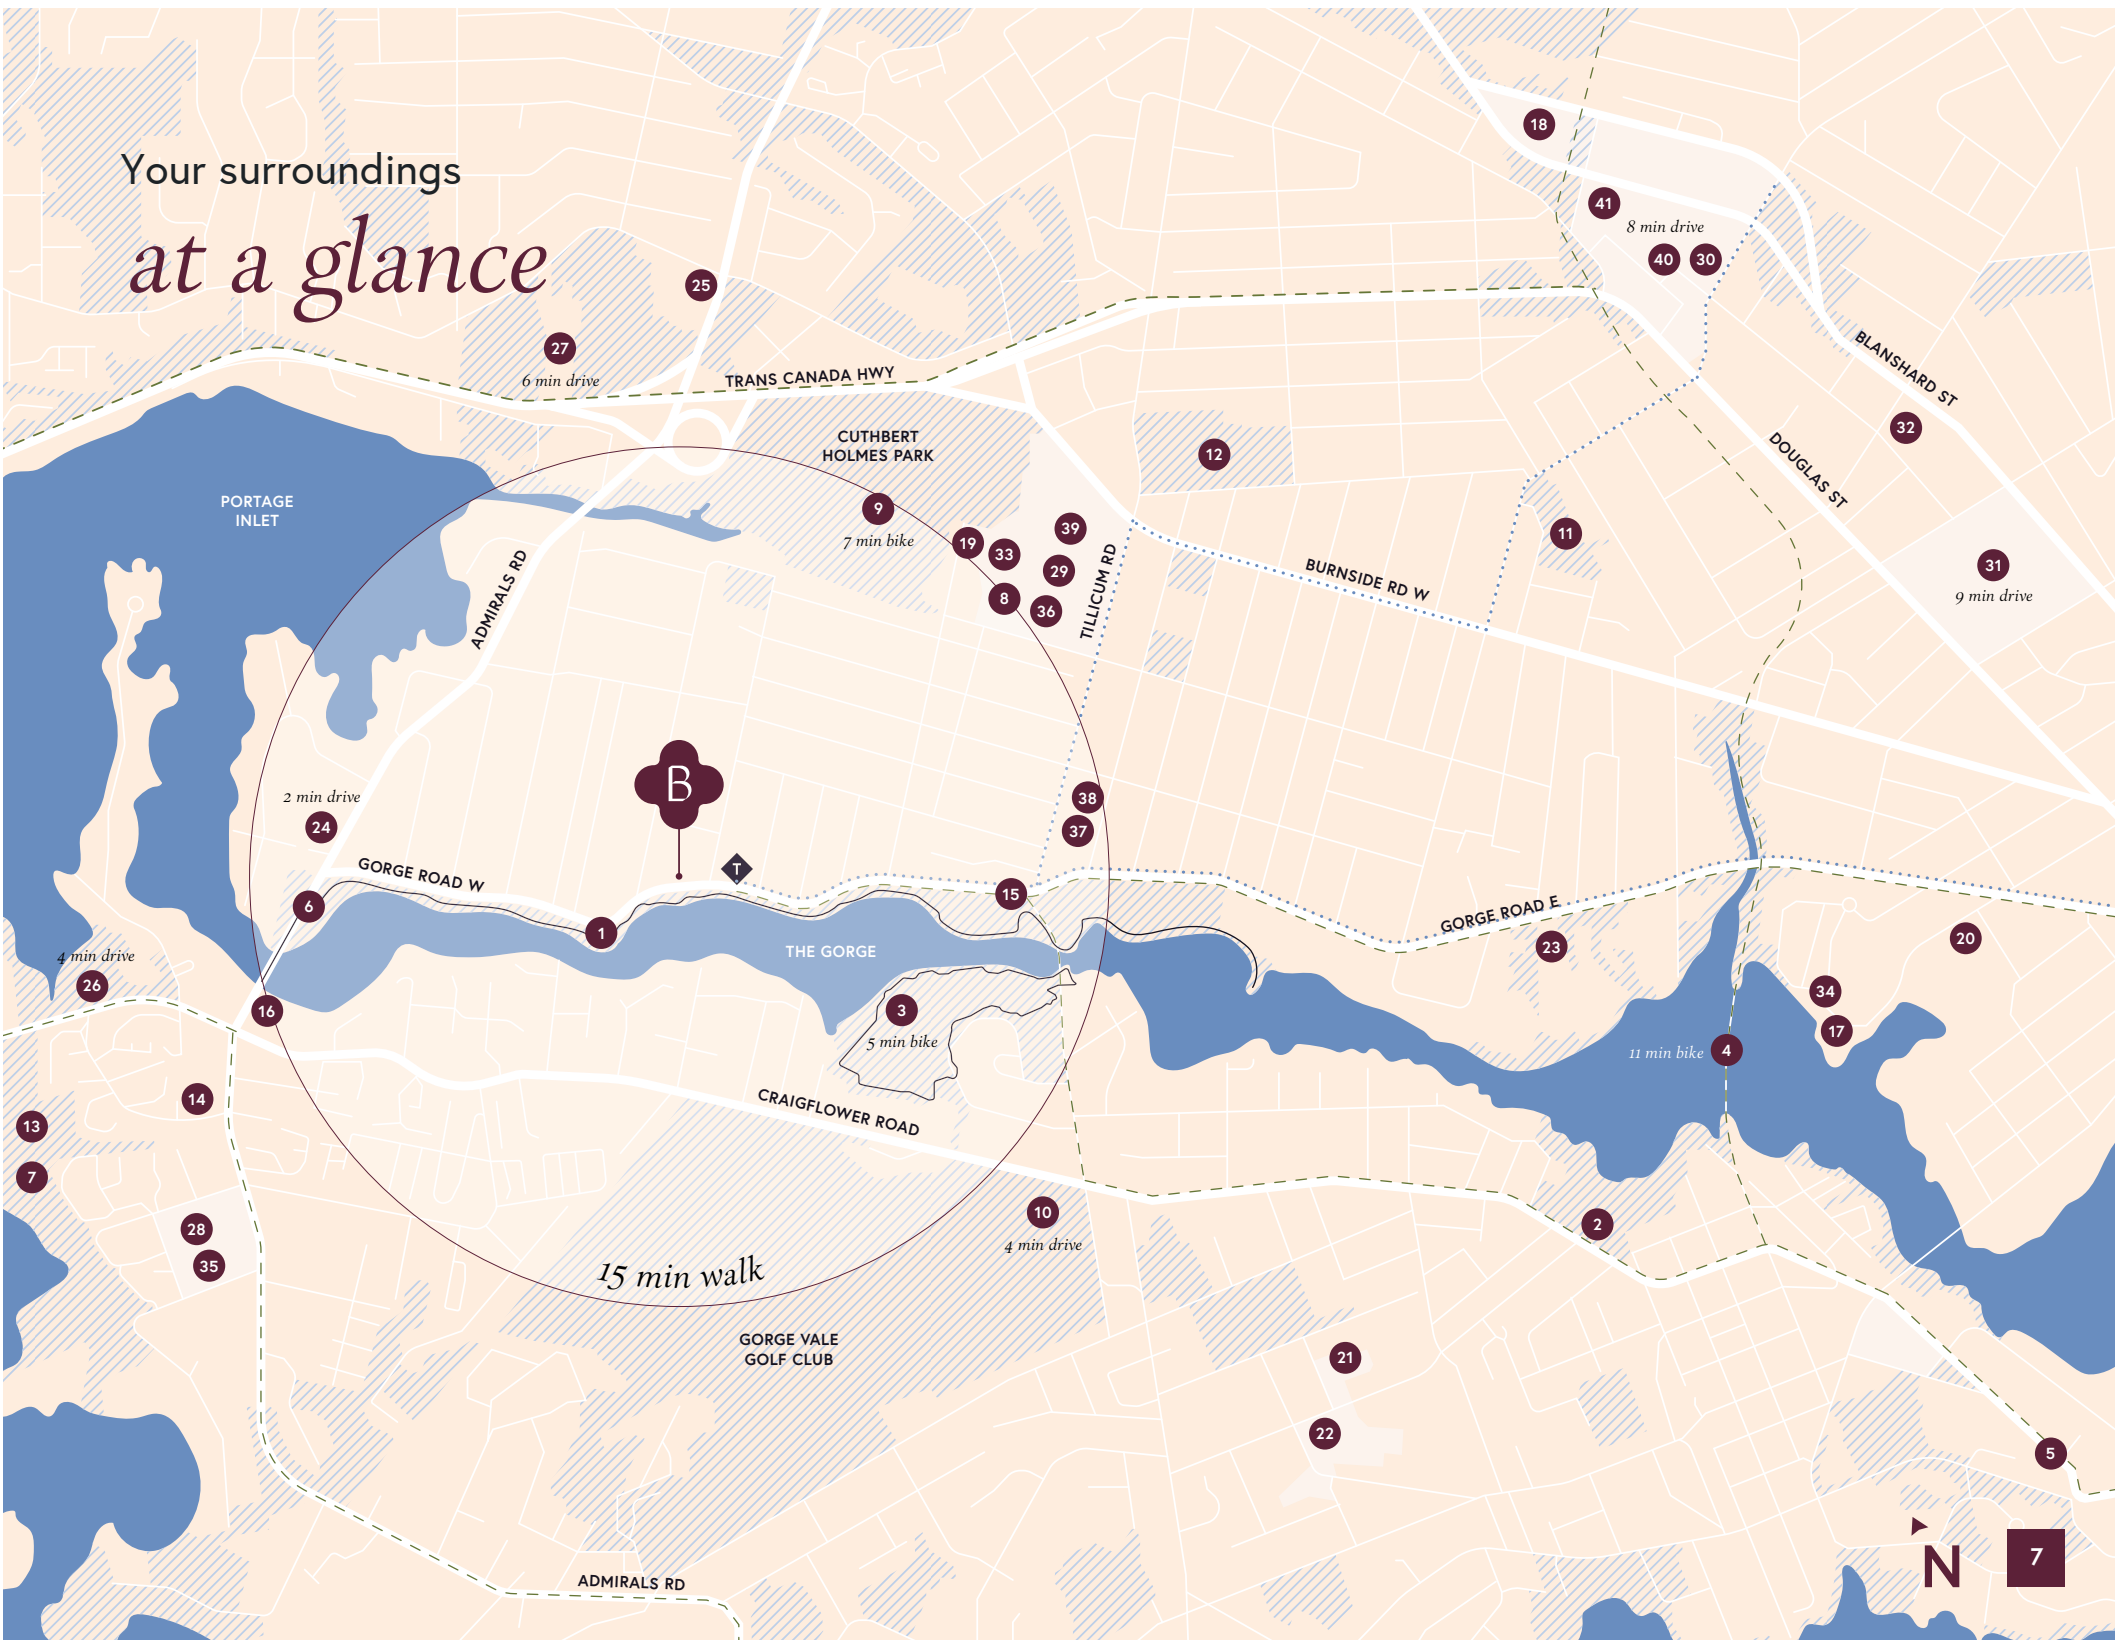 Your surroundings
at a glance
18
41
8 min drive
40
30
25
27
6 min drive
TRANS CANADA HWY
BLANSHARD ST
32
DOUGLAS ST
CUTHBERT
HOLMES PARK
12
PORTAGE
INLET
9
7 min bike
19
33
39
29
8
36
TILLICUM RD
BURNSIDE RD W
11
31
9 min drive
ADMIRALS RD
B
2 min drive
24
38
37
GORGE ROAD W
T
6
1
15
THE GORGE
GORGE ROAD E
23
20
4 min drive
26
16
3
5 min bike
34
17
11 min bike
4
14
13
7
CRAIGFLOWER ROAD
28
35
10
4 min drive
2
15 min walk
GORGE VALE
GOLF CLUB
21
22
5
ADMIRALS RD
N
7